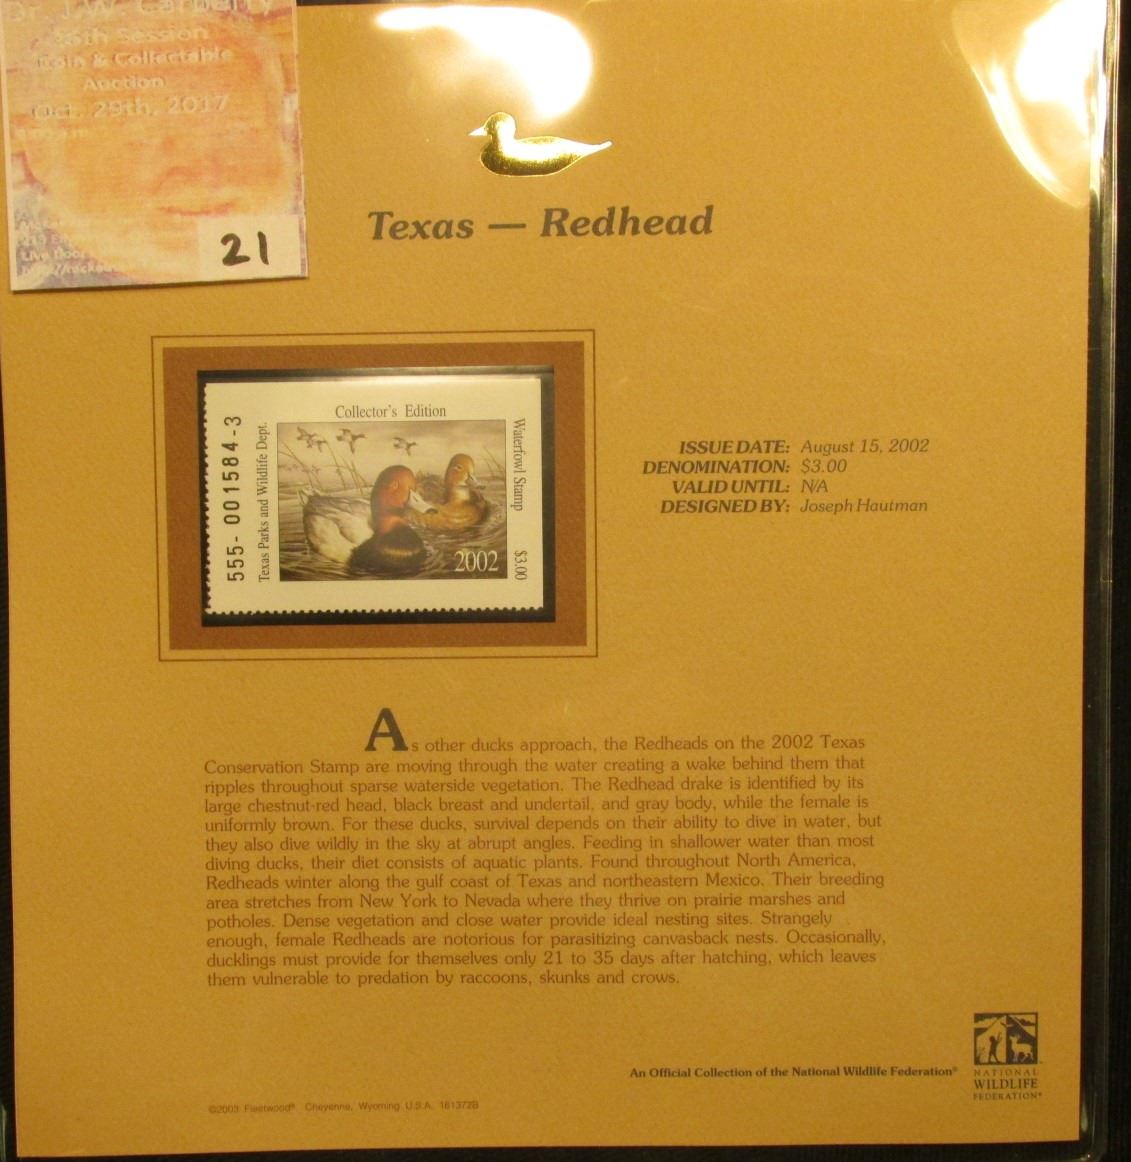 Dr. J.W. Carberry
56th Session
Coin & Collectable
Auction
Oct. 29th, 2017
21
Texas — Redhead
555-001584-3
Texas Parks and Wildlife Dept.
Collector's Edition
2002
Waterfowl Stamp $3.00
ISSUE DATE: August 15, 2002
DENOMINATION: $3.00
VALID UNTIL: N/A
DESIGNED BY: Joseph Hautman
As other ducks approach, the Redheads on the 2002 Texas
Conservation Stamp are moving through the water creating a wake behind them that
ripples throughout sparse waterside vegetation. The Redhead drake is identified by its
large chestnut-red head, black breast and undertail, and gray body, while the female is
uniformly brown. For these ducks, survival depends on their ability to dive in water, but
they also dive wildly in the sky at abrupt angles. Feeding in shallower water than most
diving ducks, their diet consists of aquatic plants. Found throughout North America,
Redheads winter along the gulf coast of Texas and northeastern Mexico. Their breeding
area stretches from New York to Nevada where they thrive on prairie marshes and
potholes. Dense vegetation and close water provide ideal nesting sites. Strangely
enough, female Redheads are notorious for parasitizing canvasback nests. Occasionally,
ducklings must provide for themselves only 21 to 35 days after hatching, which leaves
them vulnerable to predation by raccoons, skunks and crows.
An Official Collection of the National Wildlife Federation®
NATIONAL
WILDLIFE
FEDERATION®
©2003 Fleetwood® Cheyenne, Wyoming U.S.A. 161372B